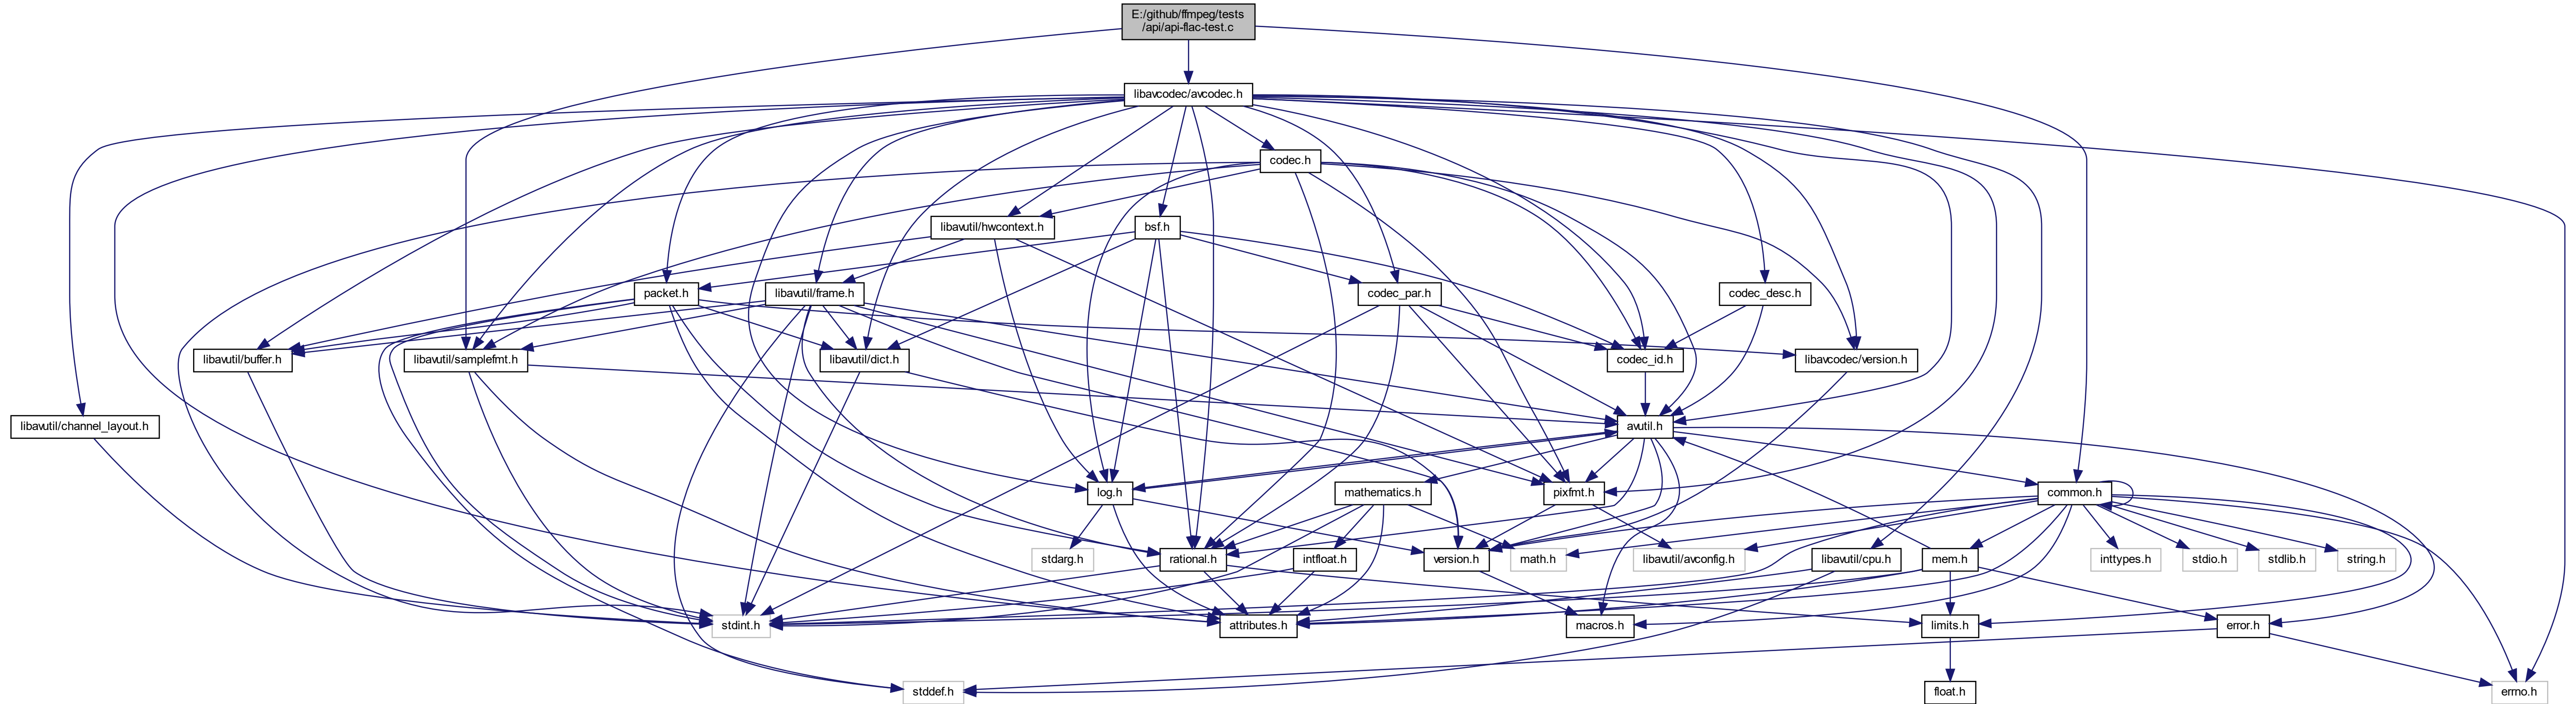 E:/github/ffmpeg/tests
/api/api-flac-test.c
libavcodec/avcodec.h
codec.h
libavutil/hwcontext.h
bsf.h
packet.h
libavutil/frame.h
codec_par.h
codec_desc.h
libavutil/buffer.h
libavutil/samplefmt.h
libavutil/dict.h
codec_id.h
libavcodec/version.h
libavutil/channel_layout.h
avutil.h
log.h
mathematics.h
pixfmt.h
common.h
stdarg.h
rational.h
intfloat.h
version.h
math.h
libavutil/avconfig.h
libavutil/cpu.h
mem.h
inttypes.h
stdio.h
stdlib.h
string.h
stdint.h
attributes.h
macros.h
limits.h
error.h
stddef.h
float.h
errno.h